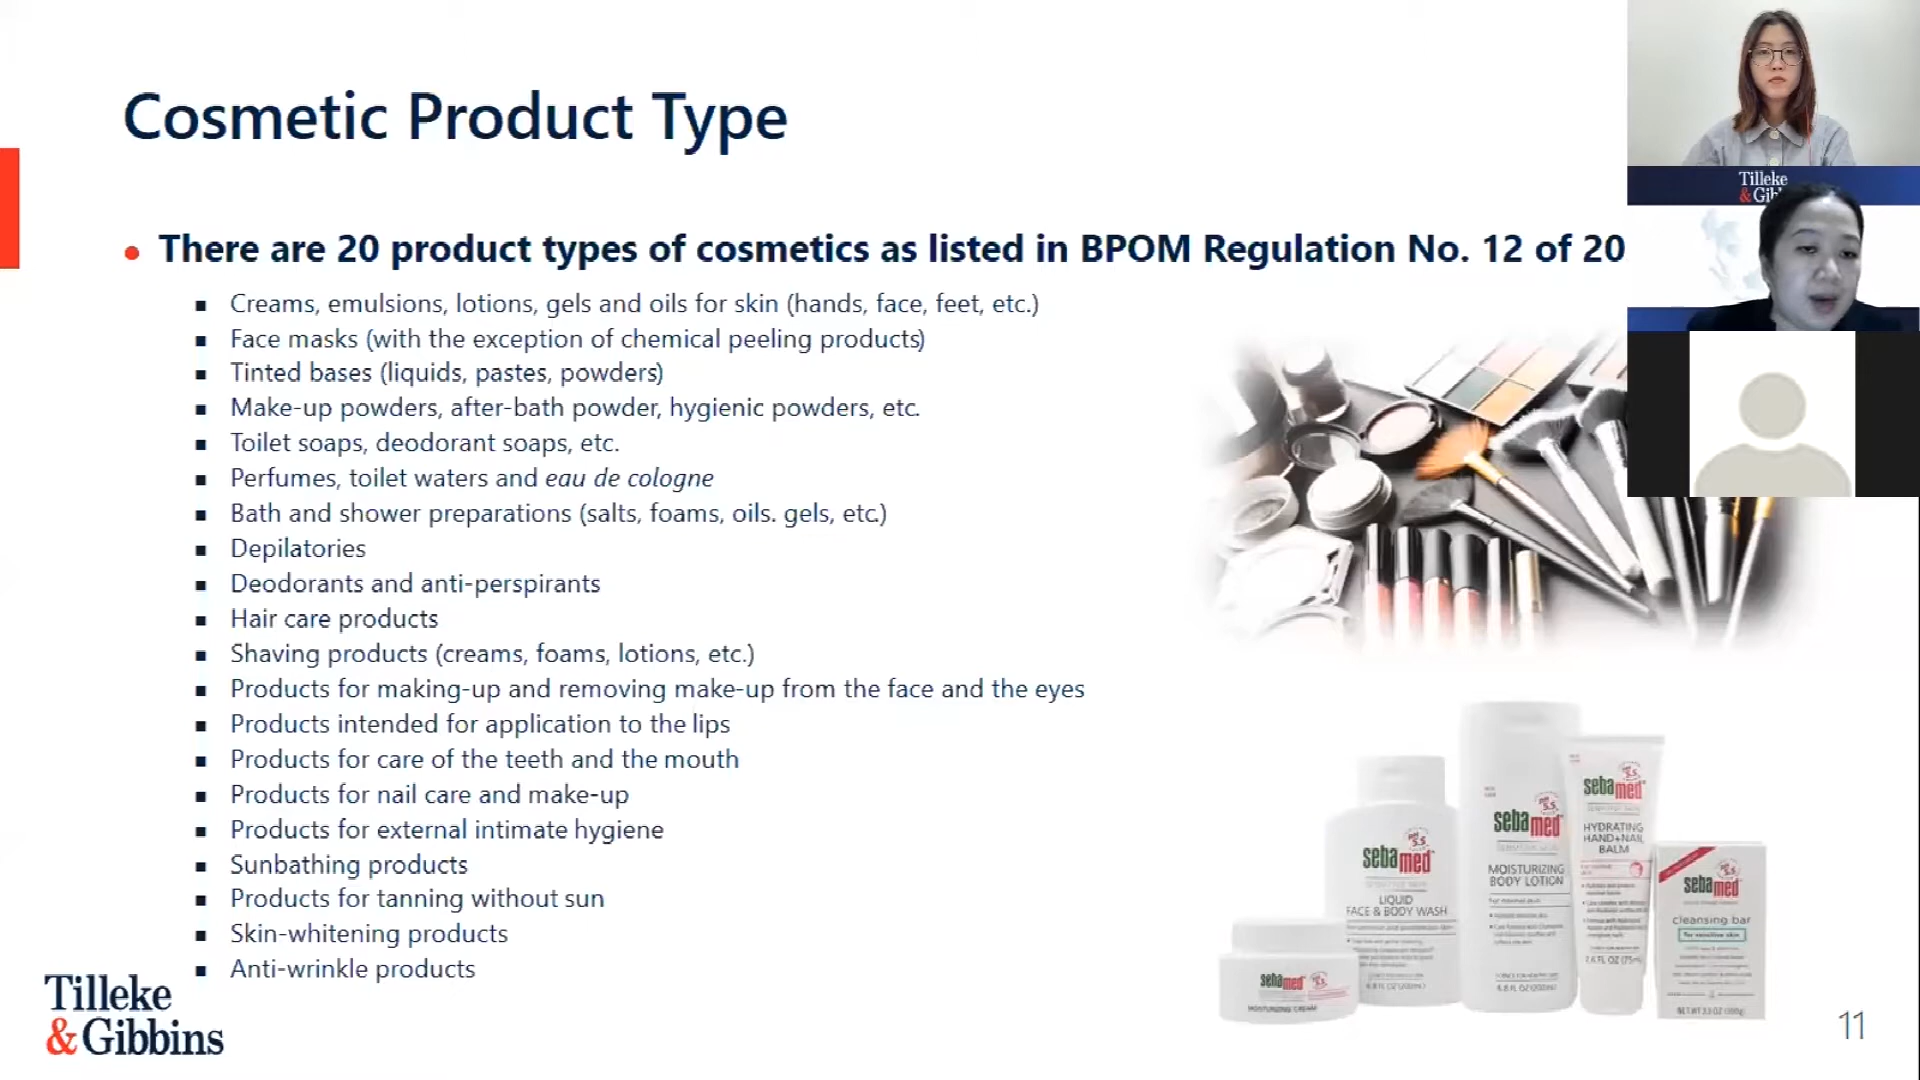 Cosmetic Product Type
There are 20 product types of cosmetics as listed in BPOM Regulation No. 12 of 20
Creams, emulsions, lotions, gels and oils for skin (hands, face, feet, etc.)
Face masks (with the exception of chemical peeling products)
Tinted bases (liquids, pastes, powders)
Make-up powders, after-bath powder, hygienic powders, etc.
Toilet soaps, deodorant soaps, etc.
Perfumes, toilet waters and eau de cologne
Bath and shower preparations (salts, foams, oils. gels, etc.)
Depilatories
Deodorants and anti-perspirants
Hair care products
Shaving products (creams, foams, lotions, etc.)
Products for making-up and removing make-up from the face and the eyes
Products intended for application to the lips
Products for care of the teeth and the mouth
Products for nail care and make-up
Products for external intimate hygiene
Sunbathing products
Products for tanning without sun
Skin-whitening products
Anti-wrinkle products
Tilleke
& Gibbins
Tilleke
& Gib
sebamed
MOISTURIZING CREAM
sebamed
LIQUID
FACE & BODY WASH
sebamed
MOISTURIZING
BODY LOTION
sebamed
HYDRATING
HAND+NAIL
BALM
sebamed
cleansing bar
for sensitive skin
11